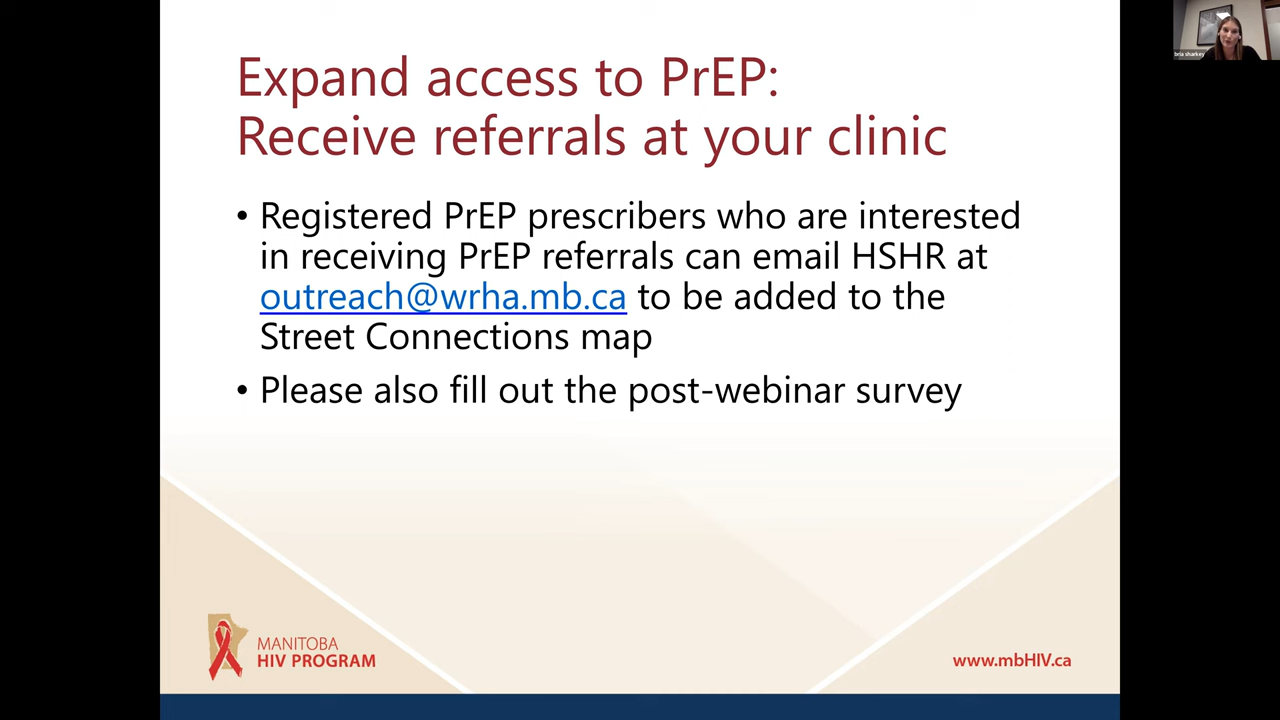 Expand access to PrEP:
Receive referrals at your clinic
• Registered PrEP prescribers who are interested
in receiving PrEP referrals can email HSHR at
outreach@wrha.mb.ca to be added to the
Street Connections map
• Please also fill out the post-webinar survey
MANITOBA
HIV PROGRAM
www.mbHIV.ca
bria sharkey